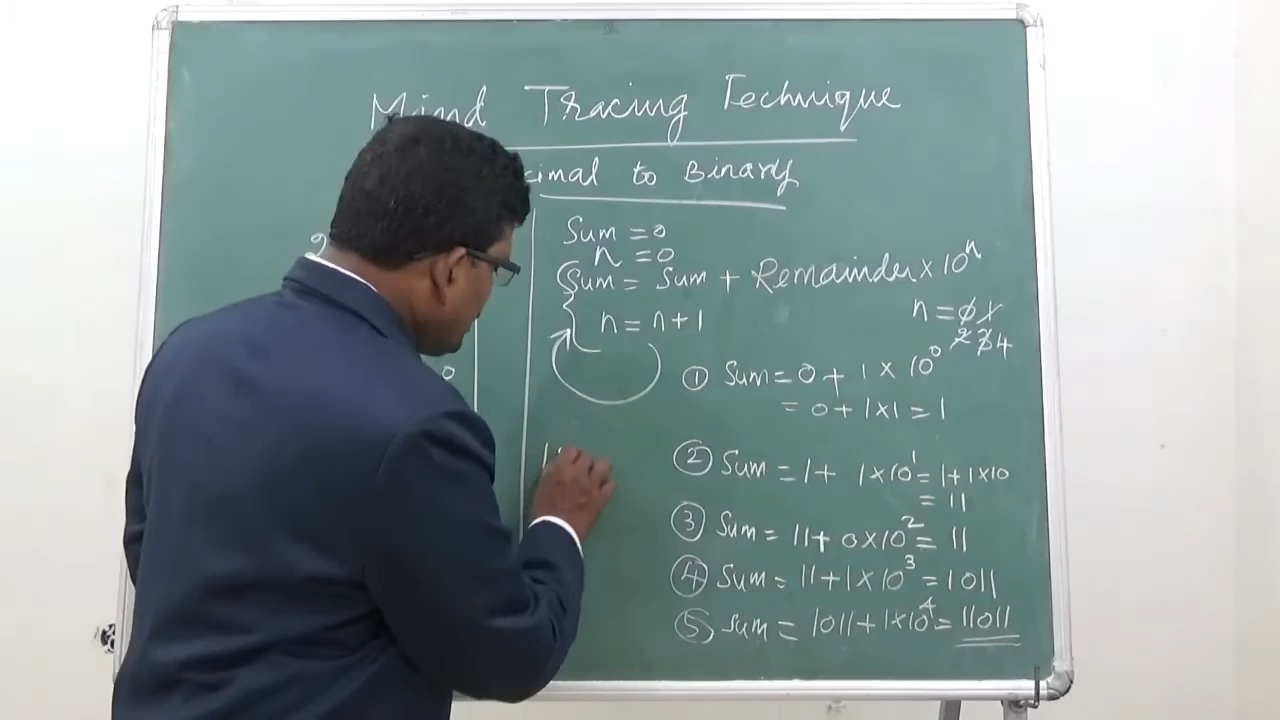 Mind Tracing Technique
cimal to Binary
Sum = 0
n = 0
Sum = Sum + Remainder × 10^n
n = n + 1
n = 0 1
2 3 4
① Sum = 0 + 1 × 10^0
= 0 + 1×1 = 1
② Sum = 1 + 1×10^1 = 1 + 1×10
= 11
③ Sum = 11 + 0×10^2 = 11
④ Sum = 11 + 1×10^3 = 1011
⑤ Sum = 1011 + 1×10^4 = 11011
2
0